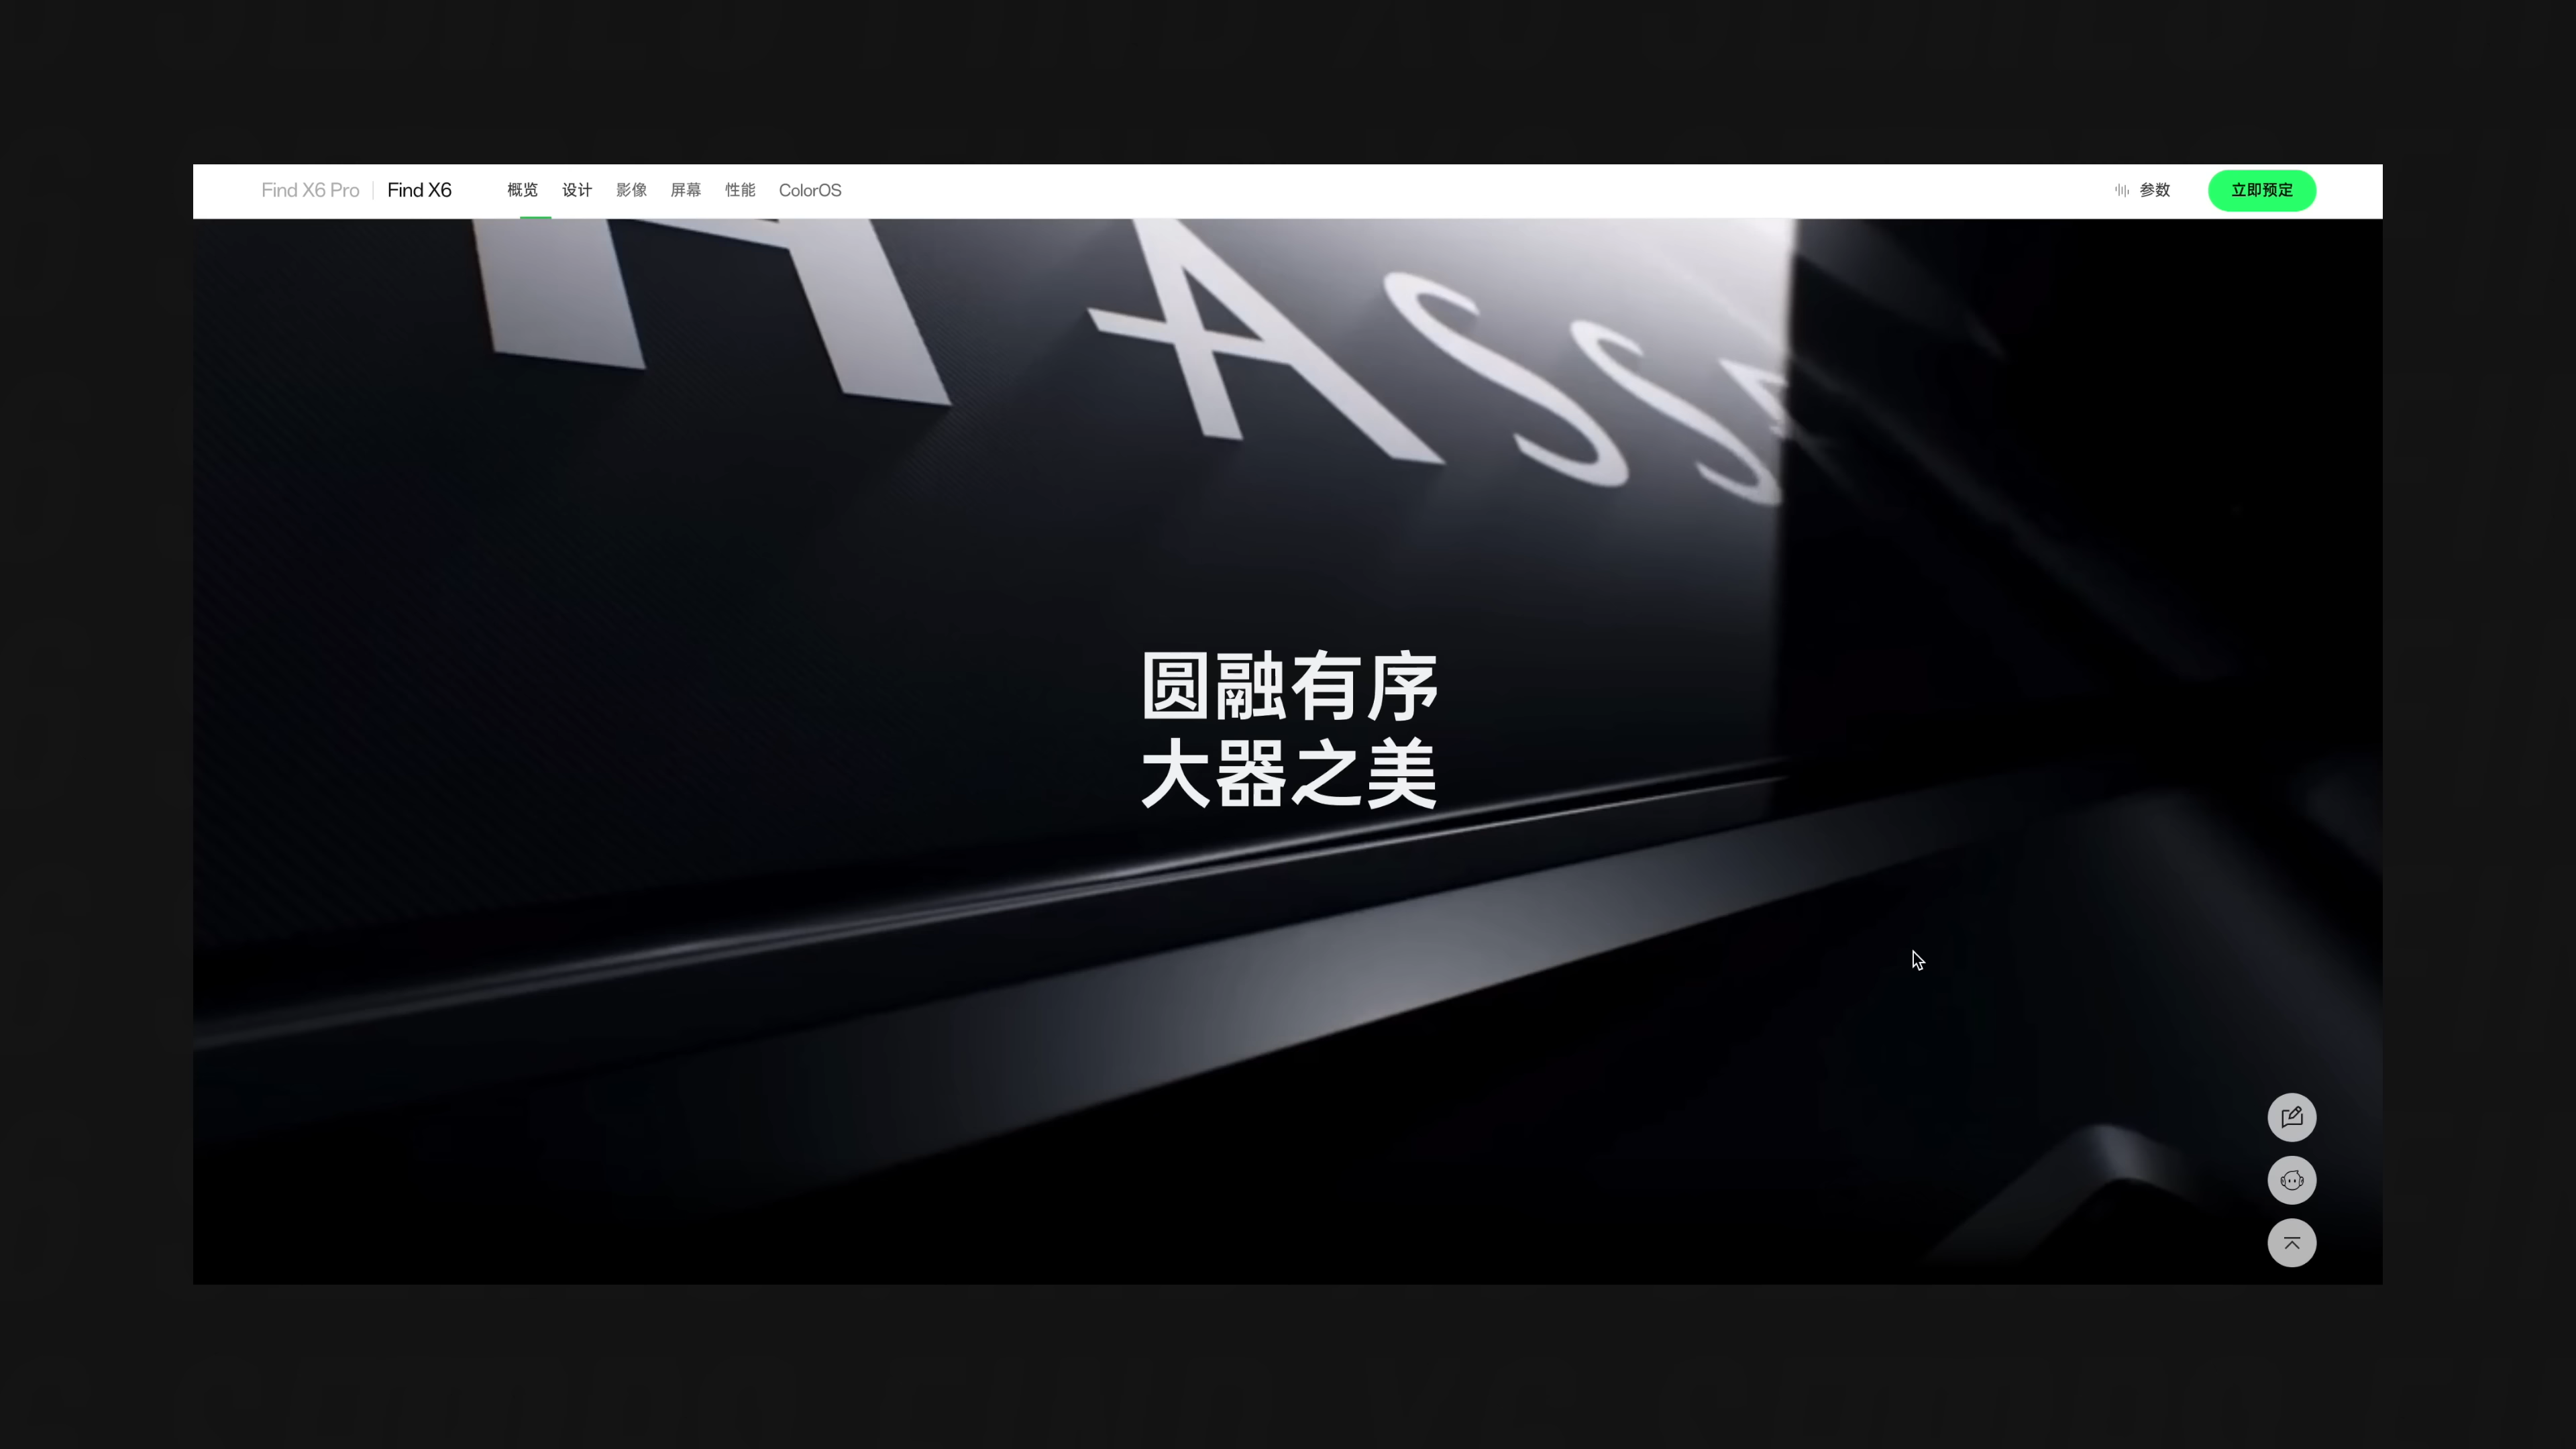 Find X6 Pro | Find X6 概览 设计 影像 屏幕 性能 ColorOS 参数 立即预定
H ASS
圆融有序
大器之美